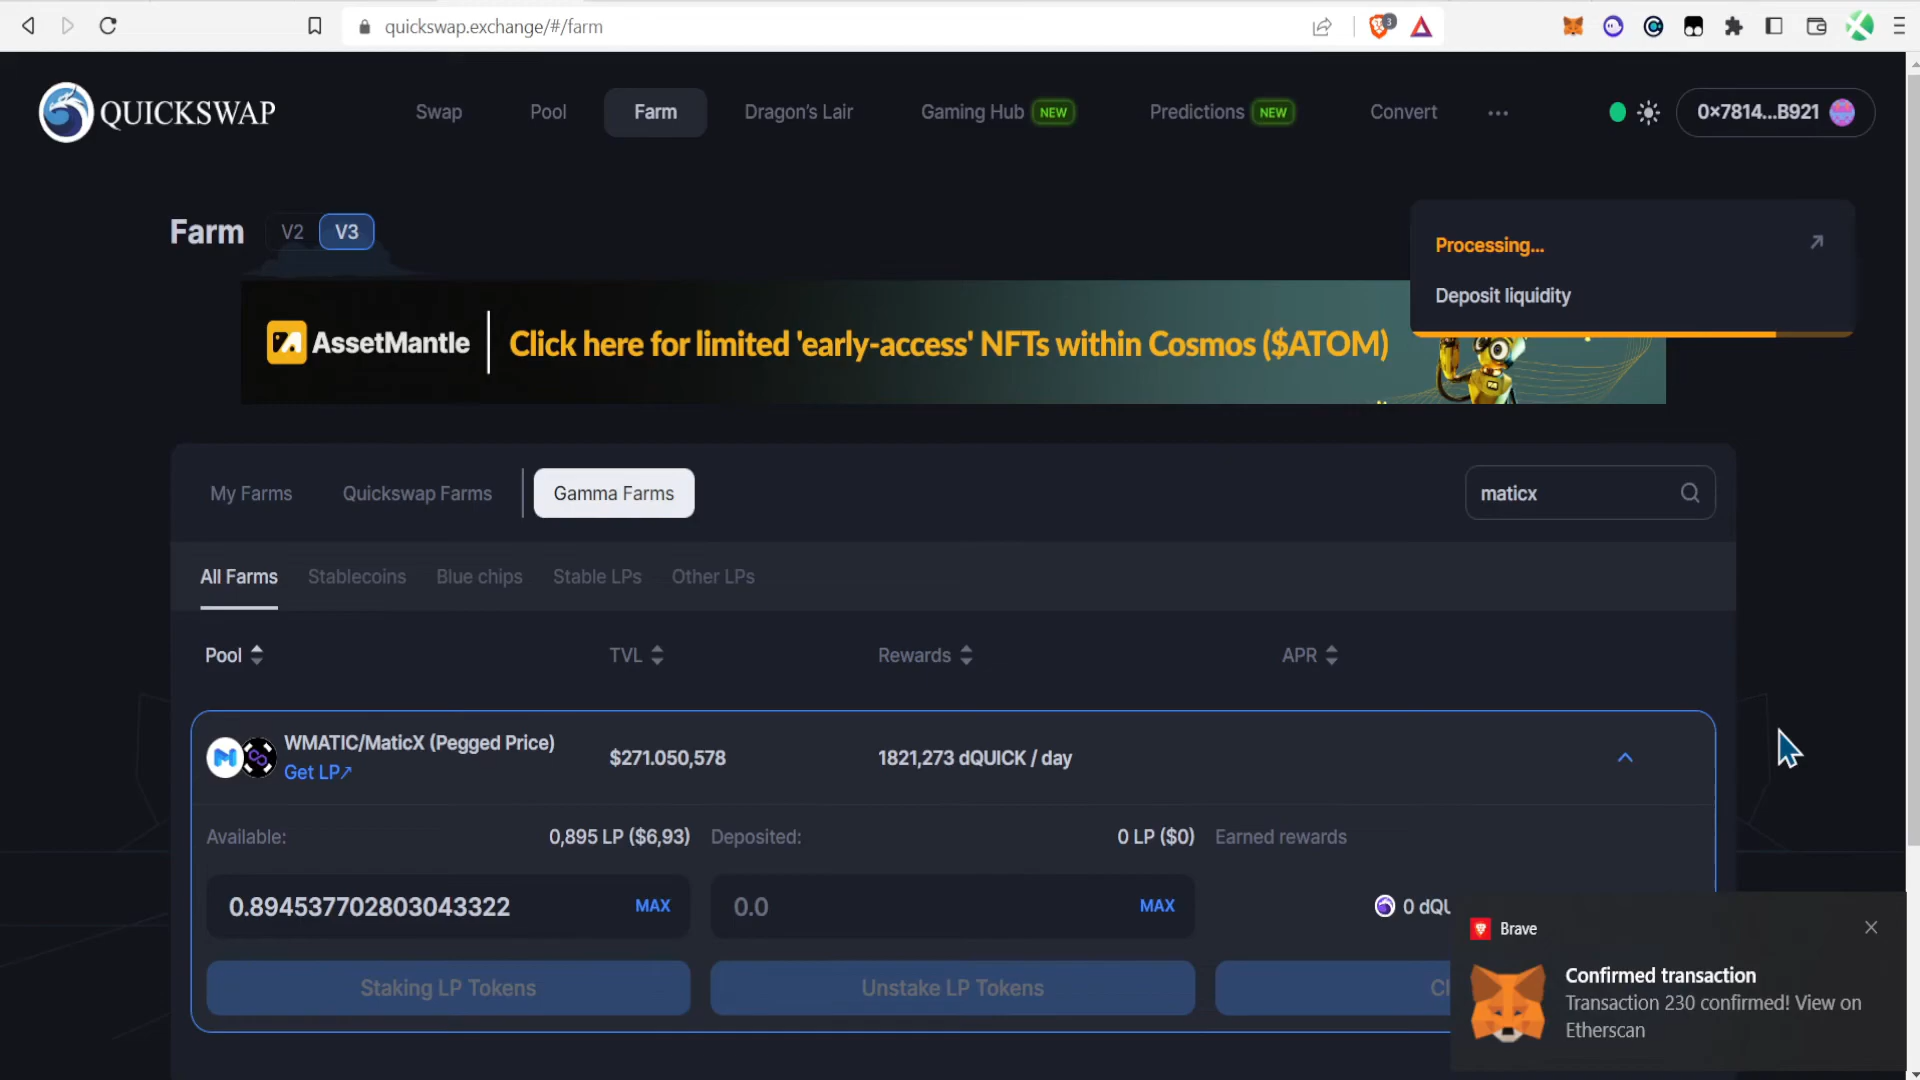 quickswap.exchange/#/farm
3
QUICKSWAP
Swap
Pool
Farm
Dragon's Lair
Gaming Hub NEW
Predictions NEW
Convert
0x7814...B921
Farm
V2
V3
Processing...
Deposit liquidity
AssetMantle
Click here for limited 'early-access' NFTs within Cosmos ($ATOM)
My Farms
Quickswap Farms
Gamma Farms
maticx
All Farms
Stablecoins
Blue chips
Stable LPs
Other LPs
Pool
TVL
Rewards
APR
WMATIC/MaticX (Pegged Price)
Get LP↗
$271.050,578
1821,273 dQUICK / day
Available:
0,895 LP ($6,93)
Deposited:
0 LP ($0)
Earned rewards
0.894537702803043322
MAX
0.0
MAX
0 dQU
Staking LP Tokens
Unstake LP Tokens
Cl
Brave
Confirmed transaction
Transaction 230 confirmed! View on
Etherscan